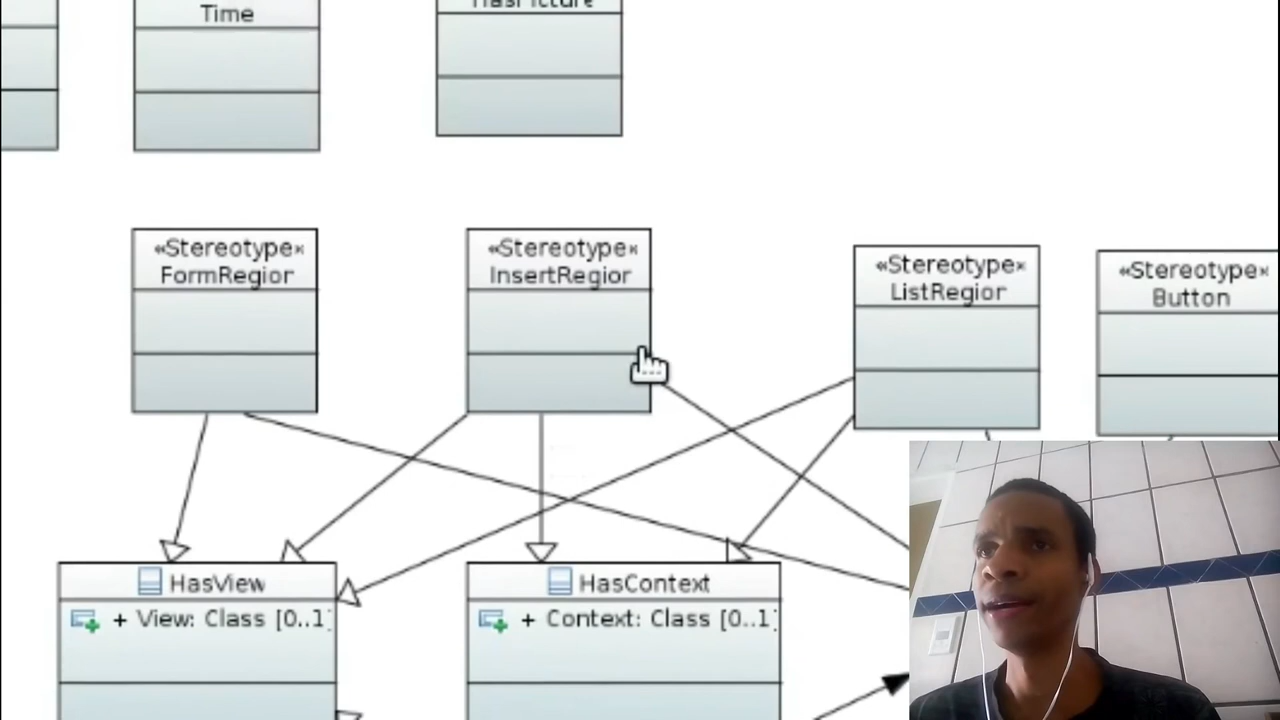 Time
HasPicture
«Stereotype»
FormRegior
«Stereotype»
InsertRegior
«Stereotype»
ListRegior
«Stereotype»
Button
HasView
+ View: Class [0..1]
HasContext
+ Context: Class [0..1]